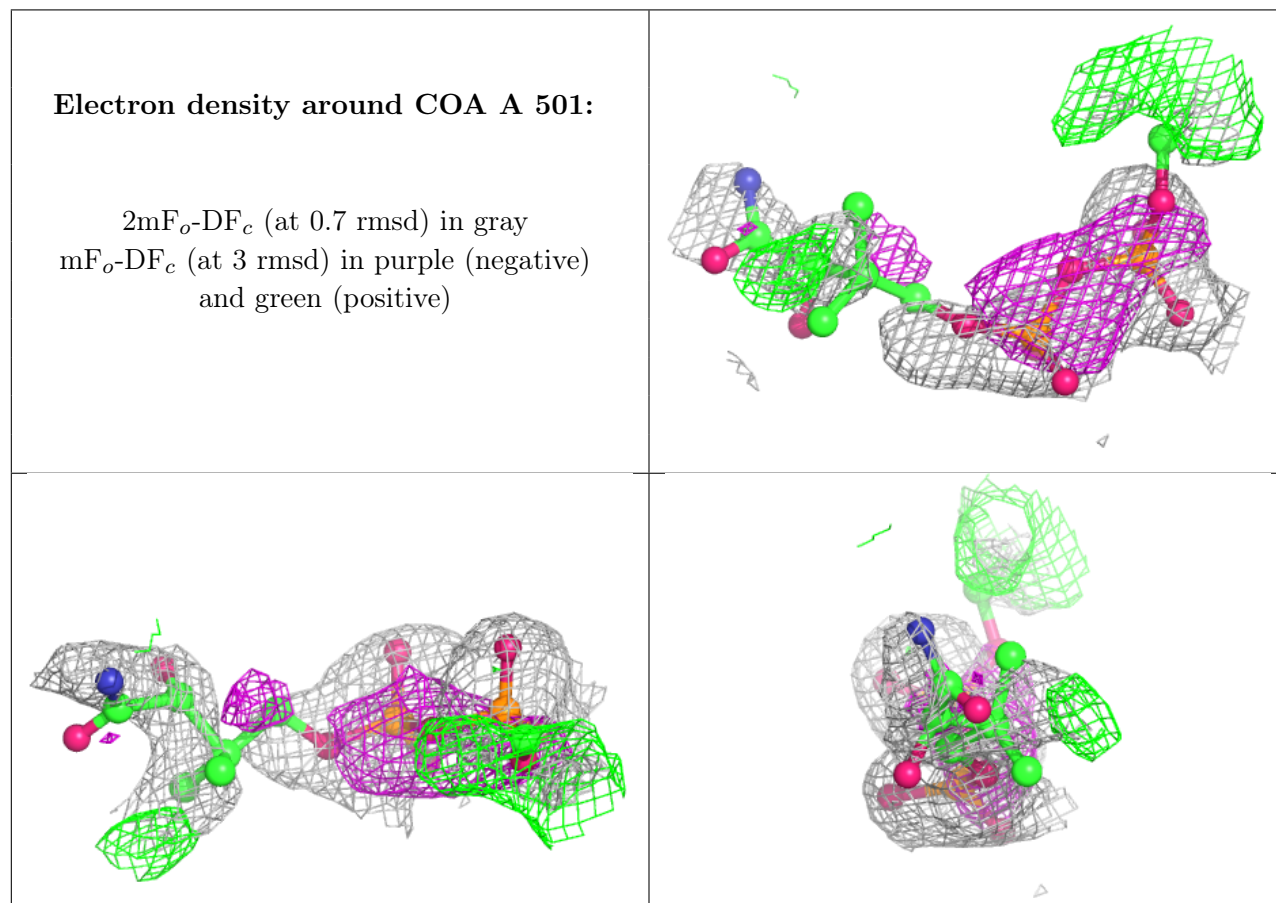 Electron density around COA A 501:
2mFₒ-DF𝒸 (at 0.7 rmsd) in gray
mFₒ-DF𝒸 (at 3 rmsd) in purple (negative)
and green (positive)